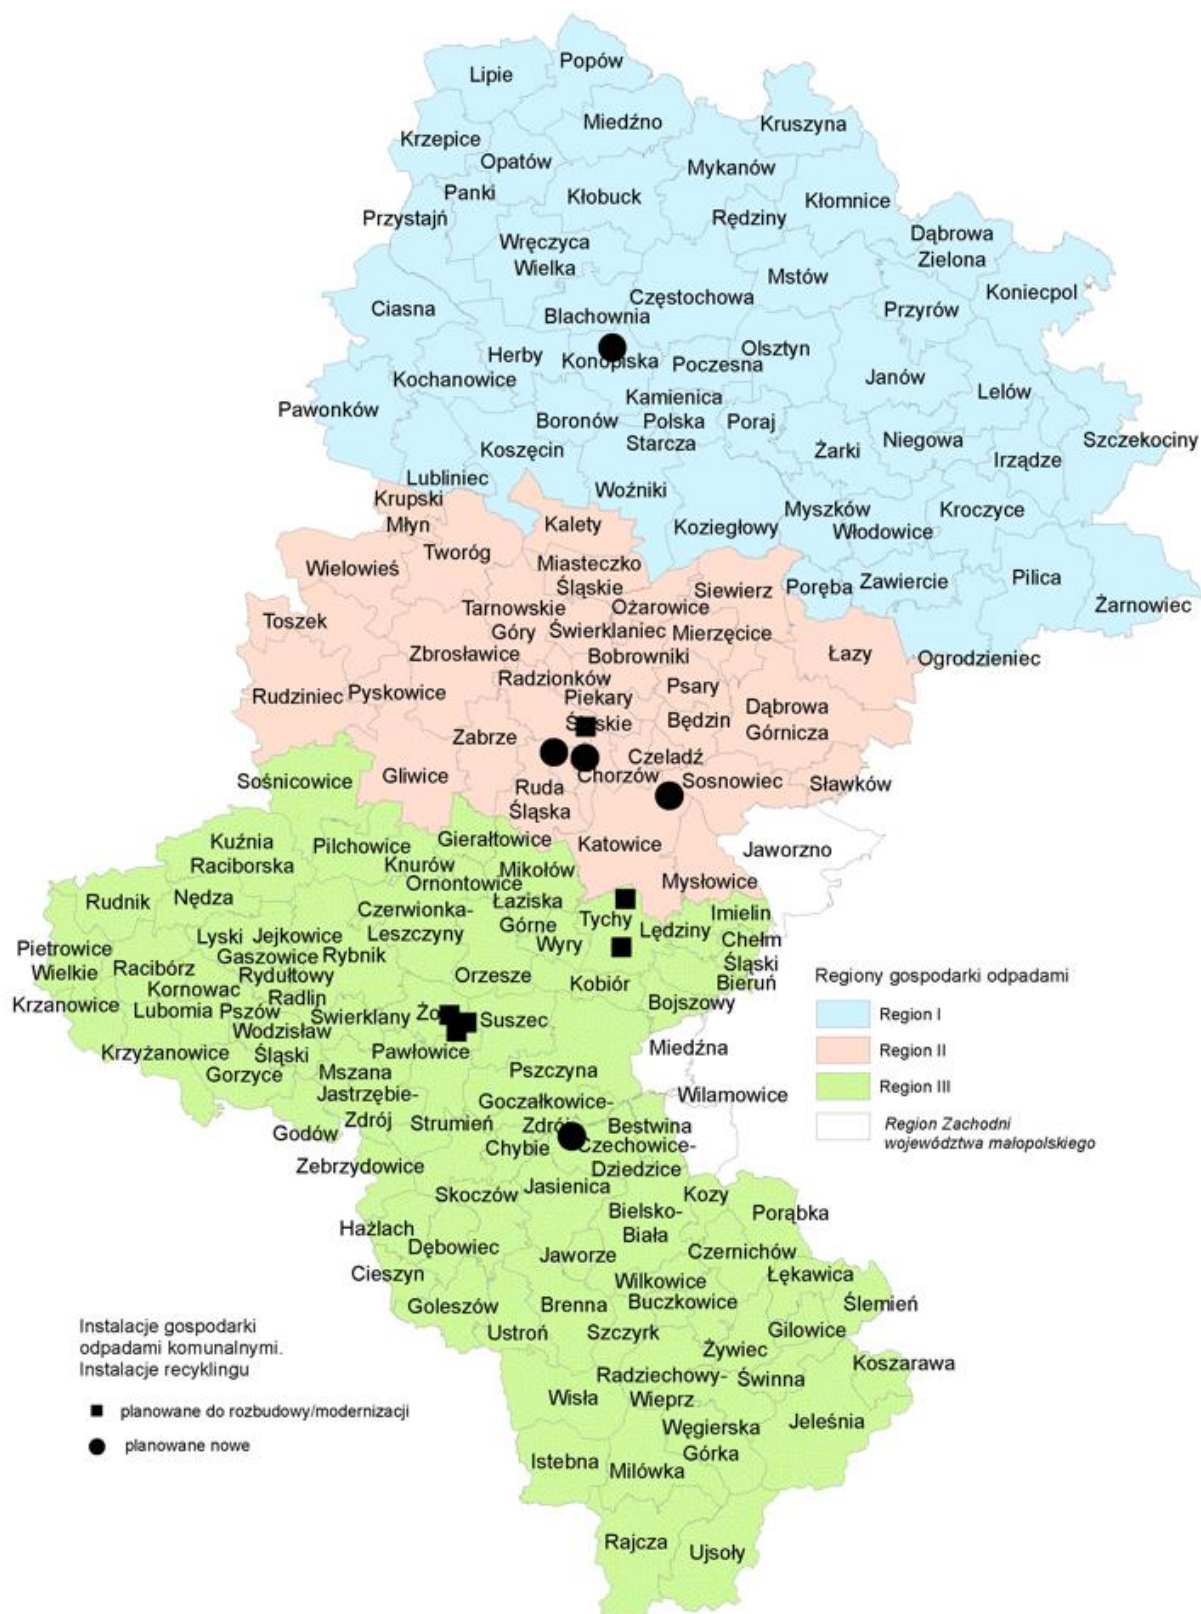 Popów
Lipie
Miedźno
Kruszyna
Krzepice
Opatów
Mykanów
Panki
Kłobuck
Kłomnice
Przystajń
Rędziny
Dąbrowa
Zielona
Wręczyca
Wielka
Mstów
Koniecpol
Częstochowa
Ciasna
Przyrów
Blachownia
Olsztyn
Herby
Konopiska
Poczesna
Janów
Kochanowice
Lelów
Kamienica
Polska
Pawonków
Boronów
Poraj
Starcza
Niegowa
Szczekociny
Koszęcin
Żarki
Irządze
Lubliniec
Woźniki
Krupski
Młyn
Myszków
Kroczyce
Kalety
Koziegłowy
Włodowice
Tworóg
Wielowieś
Miasteczko
Śląskie
Siewierz
Poręba
Zawiercie
Pilica
Żarnowiec
Tarnowskie
Góry
Ożarowice
Toszek
Świerklaniec
Mierzęcice
Zbrosławice
Bobrowniki
Łazy
Ogrodzieniec
Radzionków
Psary
Rudziniec
Pyskowice
Piekary
Dąbrowa
Górnicza
Będzin
Zabrze
Czeladź
Gliwice
Chorzów
Sosnowiec
Sławków
Sośnicowice
Ruda
Śląska
Kuźnia
Raciborska
Pilchowice
Gierałtowice
Katowice
Jaworzno
Knurów
Mikołów
Ornontowice
Mysłowice
Rudnik
Nędza
Łaziska
Górne
Czerwionka-
Leszczyny
Tychy
Imielin
Lędziny
Pietrowice
Wielkie
Lyski
Jejkowice
Wyry
Chełm
Śląski
Gaszowice
Rybnik
Racibórz
Rydułtowy
Orzesze
Kobiór
Bieruń
Regiony gospodarki odpadami
Kornowac
Radlin
Bojszowy
Krzanowice
Lubomia
Pszów
Świerklany
Suszec
Region I
Wodzisław
Śląski
Krzyżanowice
Pawłowice
Miedźna
Region II
Gorzyce
Mszana
Pszczyna
Region III
Jastrzębie-
Zdrój
Goczałkowice-
Wilamowice
Godów
Strumień
Bestwina
Region Zachodni
województwa małopolskiego
Chybie
Czechowice-
Dziedzice
Zebrzydowice
Skoczów
Jasienica
Kozy
Hażlach
Bielsko-
Biała
Porąbka
Dębowiec
Jaworze
Czernichów
Cieszyn
Wilkowice
Łękawica
Goleszów
Brenna
Buczkowice
Ślemień
Ustroń
Szczyrk
Gilowice
Instalacje gospodarki
odpadami komunalnymi.
Instalacje recyklingu
Żywiec
Koszarawa
Radziechowy-
Wieprz
Świnna
Wisła
planowane do rozbudowy/modernizacji
Węgierska
Górka
Jeleśnia
planowane nowe
Istebna
Milówka
Rajcza
Ujsoły